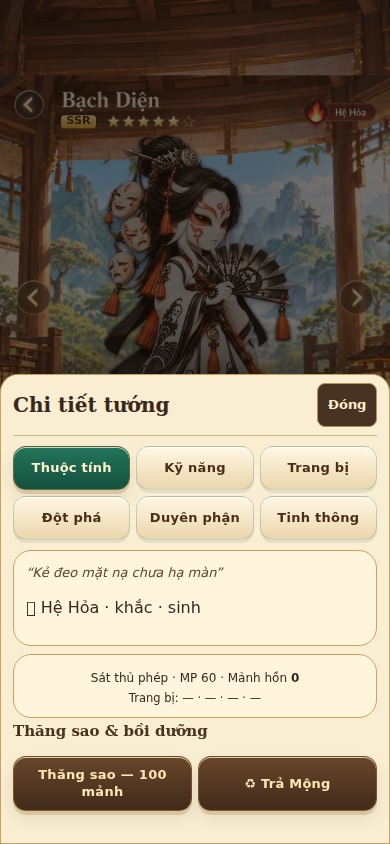 Bạch Diện
SSR ★★★★★☆
Hệ Hỏa
Chi tiết tướng
Đóng
Thuộc tính
Kỹ năng
Trang bị
Đột phá
Duyên phận
Tinh thông
“Kẻ đeo mặt nạ chưa hạ màn”
Hệ Hỏa · khắc · sinh
Sát thủ phép · MP 60 · Mảnh hồn 0
Trang bị: — · — · — · —
Thăng sao & bồi dưỡng
Thăng sao — 100
mảnh
♻ Trả Mộng